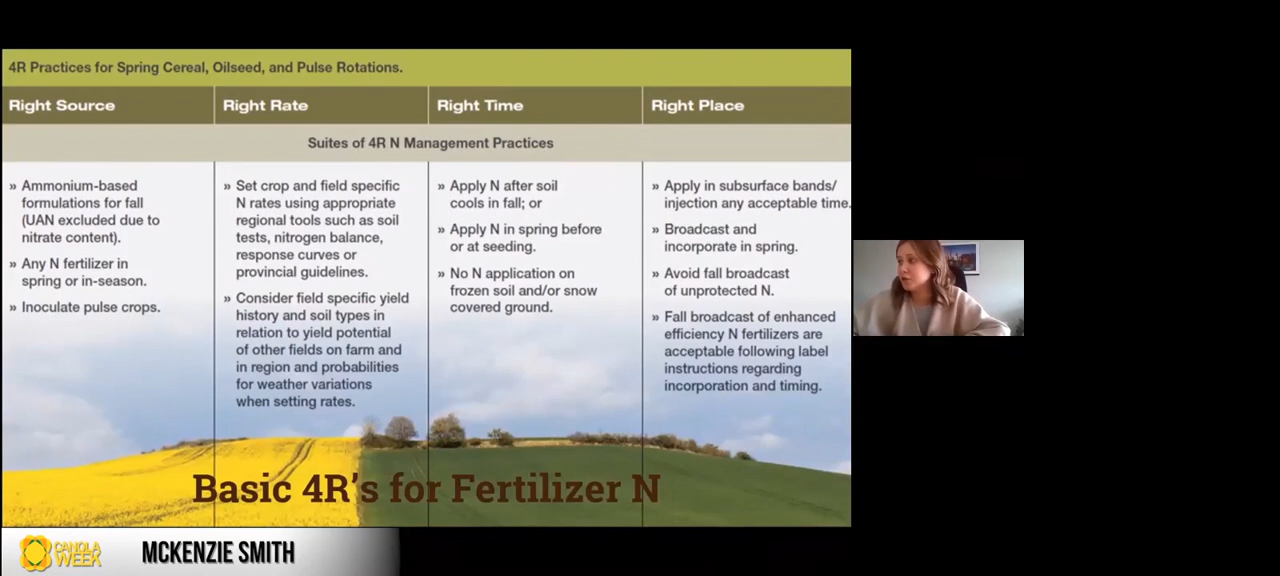 4R Practices for Spring Cereal, Oilseed, and Pulse Rotations.
Right Source
Right Rate
Right Time
Right Place
Suites of 4R N Management Practices
» Ammonium-based
formulations for fall
(UAN excluded due to
nitrate content).
» Any N fertilizer in
spring or in-season.
» Inoculate pulse crops.
» Set crop and field specific
N rates using appropriate
regional tools such as soil
tests, nitrogen balance,
response curves or
provincial guidelines.
» Consider field specific yield
history and soil types in
relation to yield potential
of other fields on farm and
in region and probabilities
for weather variations
when setting rates.
» Apply N after soil
cools in fall; or
» Apply N in spring before
or at seeding.
» No N application on
frozen soil and/or snow
covered ground.
» Apply in subsurface bands/
injection any acceptable time.
» Broadcast and
incorporate in spring.
» Avoid fall broadcast
of unprotected N.
» Fall broadcast of enhanced
efficiency N fertilizers are
acceptable following label
instructions regarding
incorporation and timing.
Basic 4R's for Fertilizer N
CANOLA
WEEK
MCKENZIE SMITH